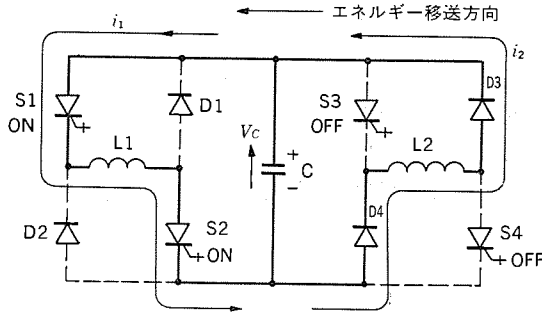 エネルギー移送方向
i₁
i₂
S1
ON
D1
S3
OFF
D3
L1
V_C
+
C
−
L2
D2
S2
+ON
D4
S4
+OFF
+
+